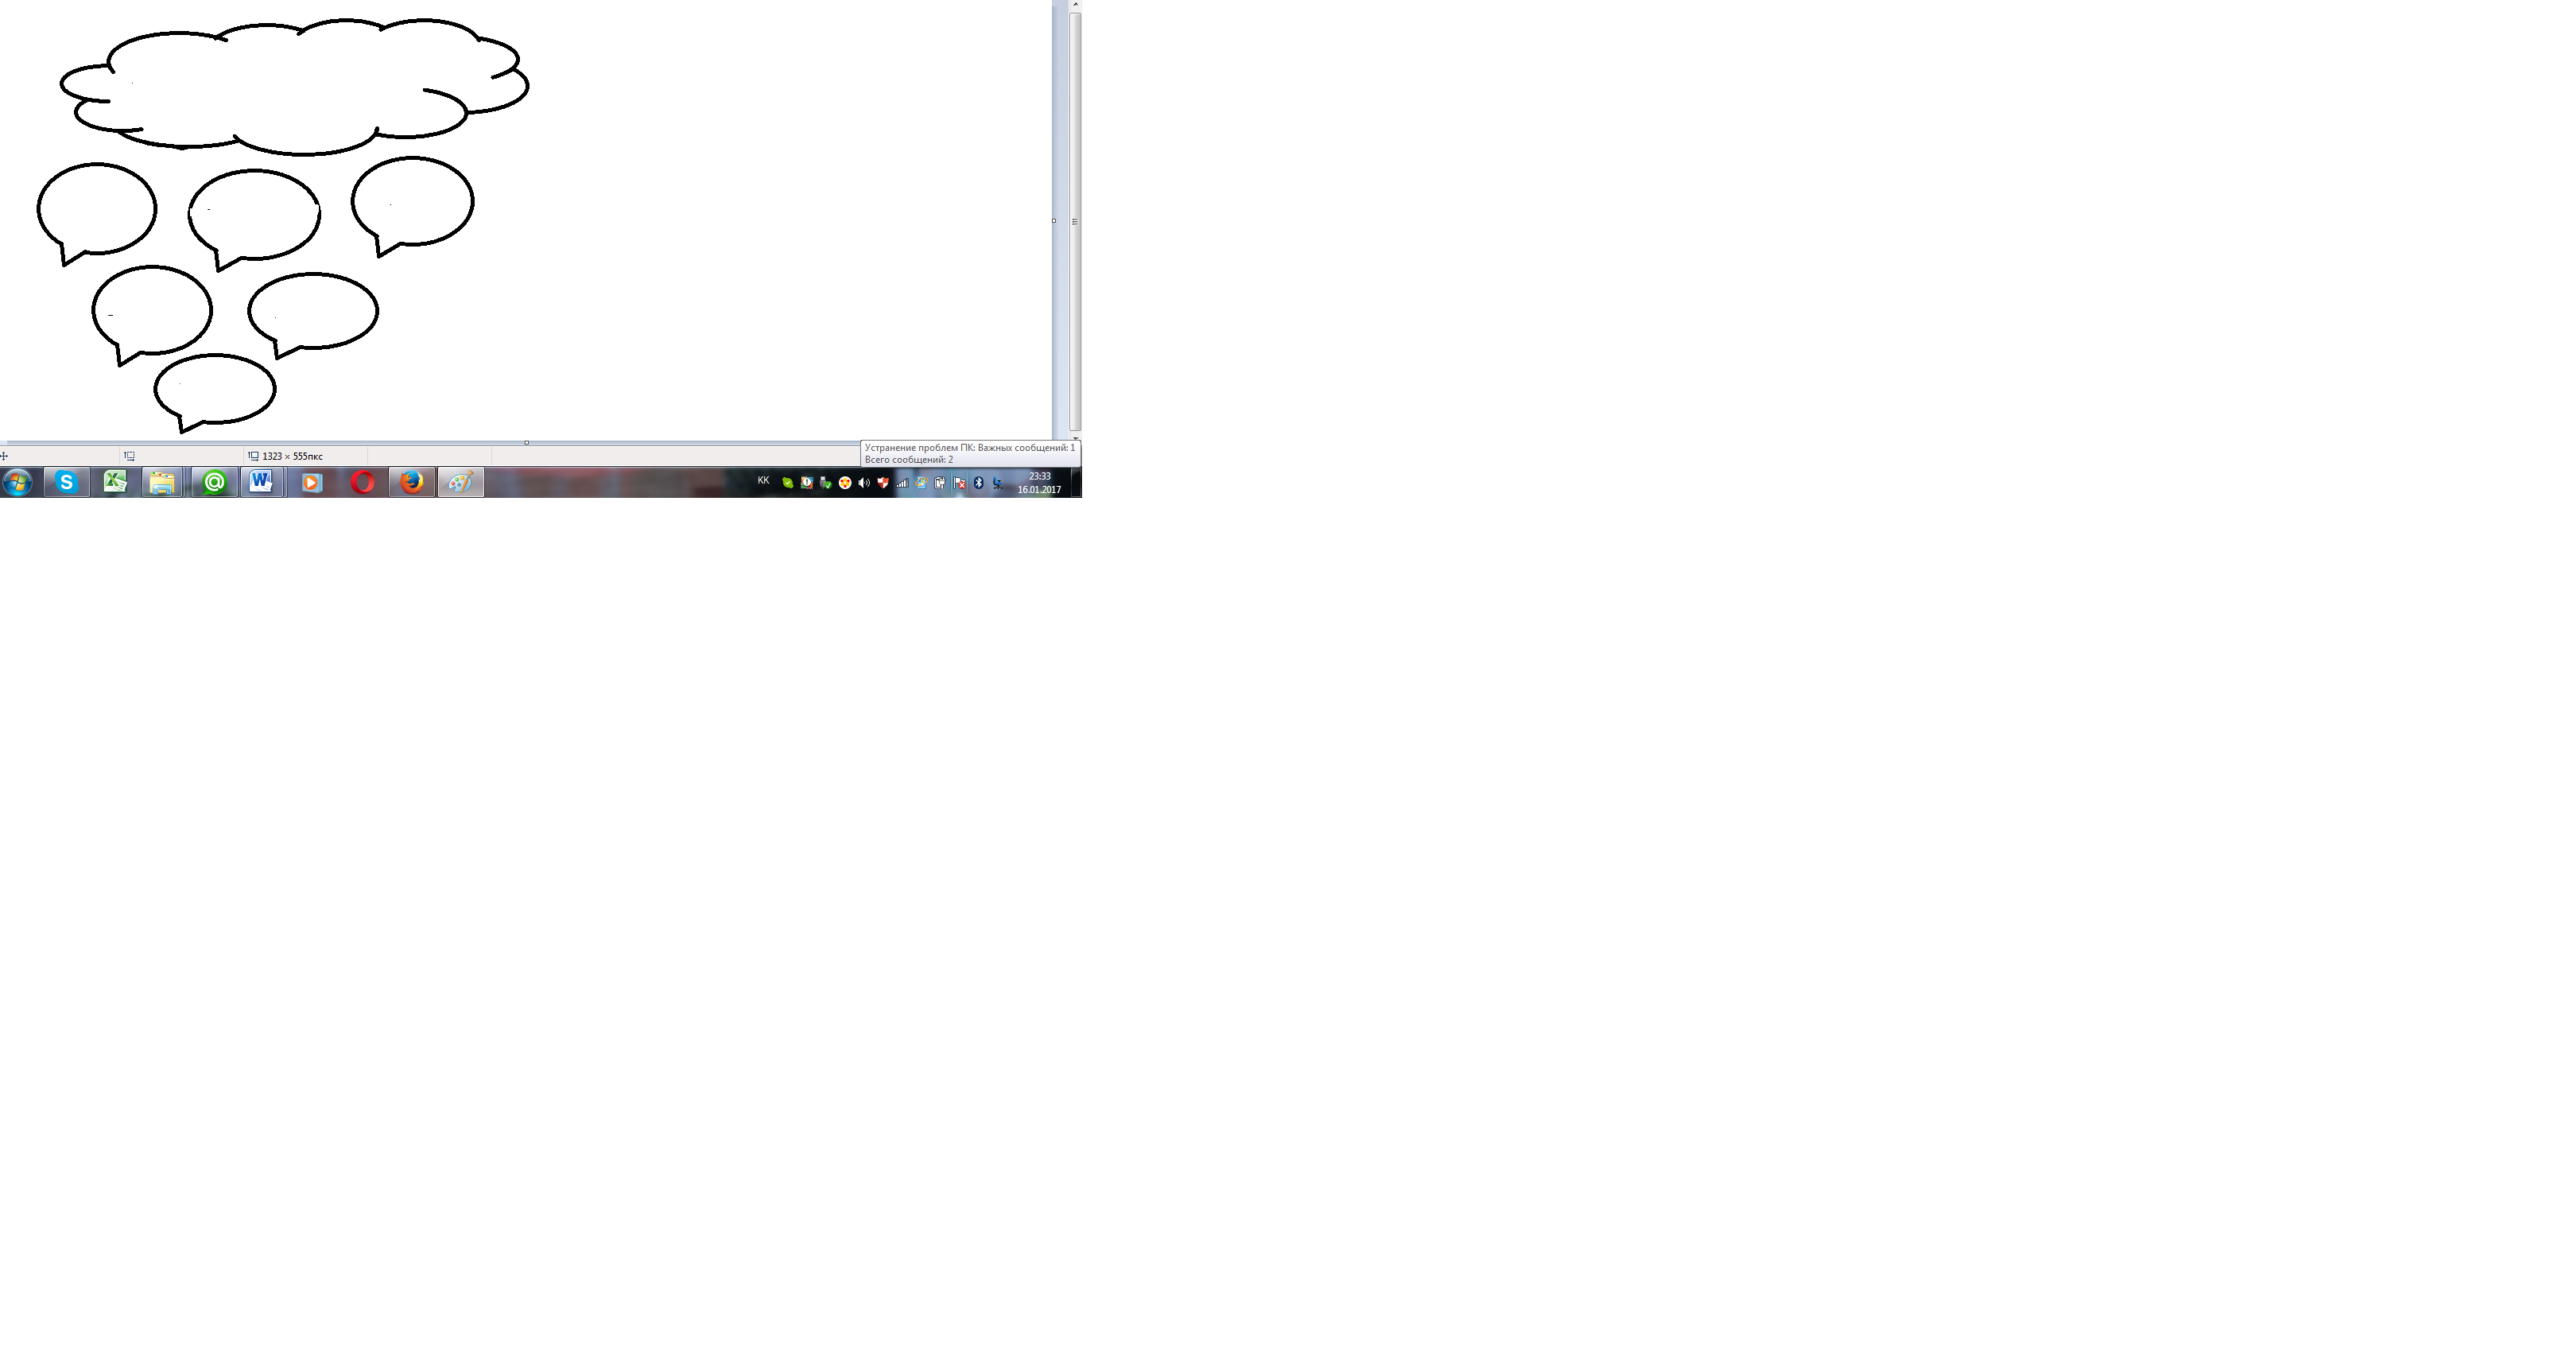 1323 × 555пкс
Устранение проблем ПК: Важных сообщений: 1
Всего сообщений: 2
KK
23:33
16.01.2017